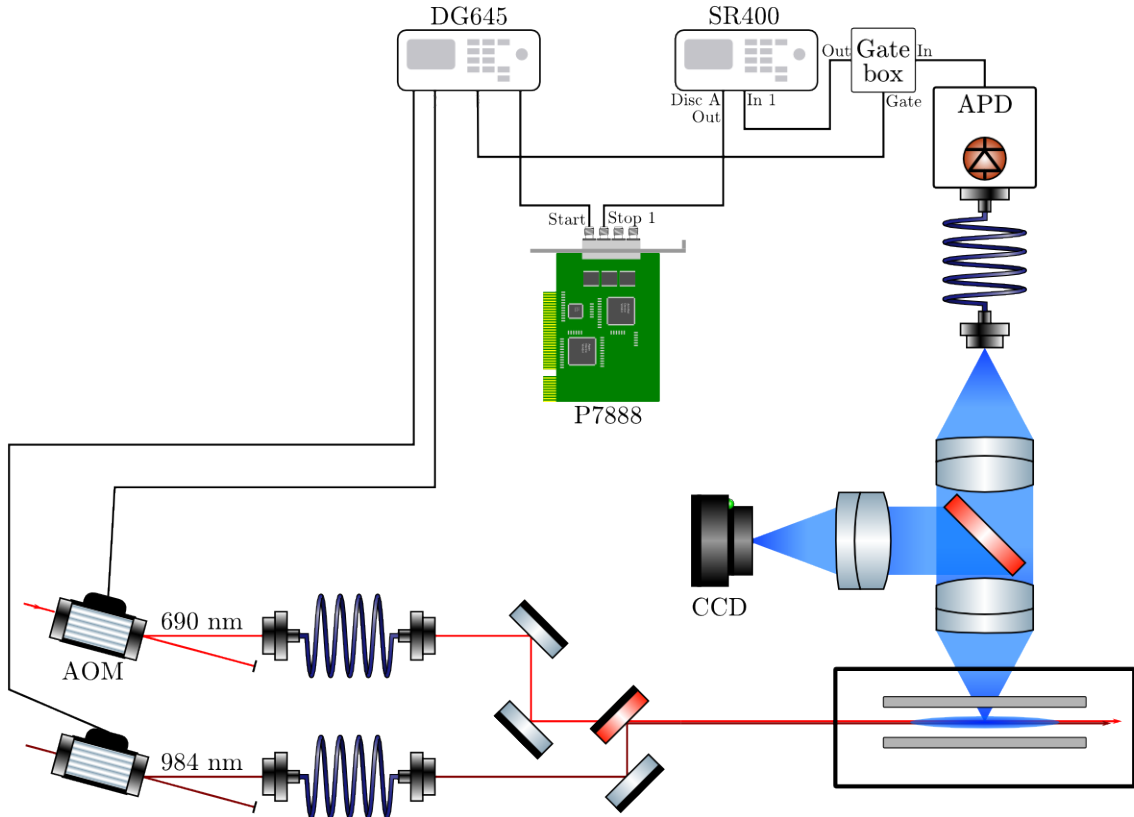 DG645
SR400
Out
Gate
box
In
Disc A
Out
In 1
Gate
APD
Start
Stop 1
P7888
CCD
690 nm
AOM
984 nm